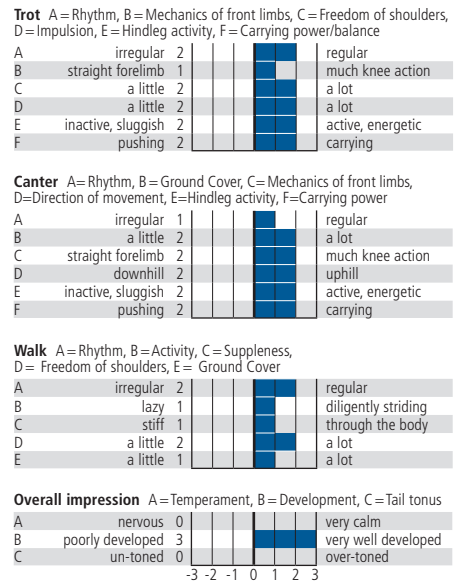 Trot A=Rhythm, B=Mechanics of front limbs, C=Freedom of shoulders,
D=Impulsion, E=Hindleg activity, F=Carrying power/balance
A irregular 2 regular
B straight forelimb 1 much knee action
C a little 2 a lot
D a little 2 a lot
E inactive, sluggish 2 active, energetic
F pushing 2 carrying
Canter A=Rhythm, B=Ground Cover, C=Mechanics of front limbs,
D=Direction of movement, E=Hindleg activity, F=Carrying power
A irregular 1 regular
B a little 2 a lot
C straight forelimb 2 much knee action
D downhill 2 uphill
E inactive, sluggish 2 active, energetic
F pushing 2 carrying
Walk A=Rhythm, B=Activity, C=Suppleness,
D= Freedom of shoulders, E= Ground Cover
A irregular 2 regular
B lazy 1 diligently striding
C stiff 1 through the body
D a little 2 a lot
E a little 1 a lot
Overall impression A=Temperament, B=Development, C=Tail tonus
A nervous 0 very calm
B poorly developed 3 very well developed
C un-toned 0 over-toned
-3 -2 -1 0 1 2 3